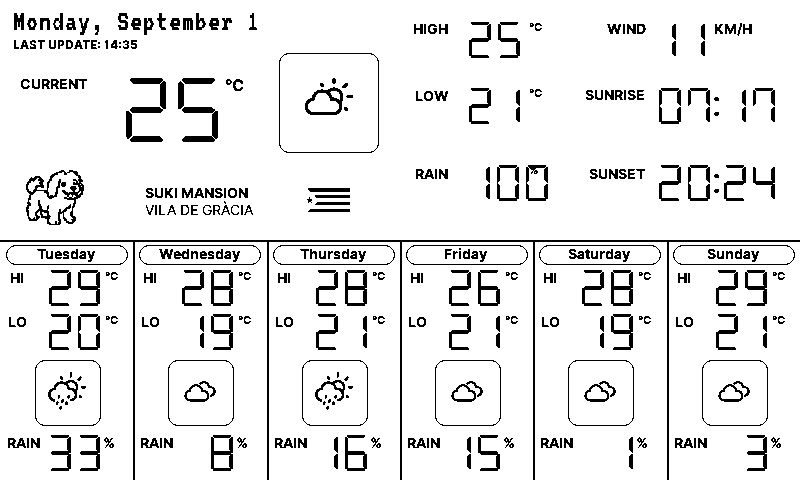 Monday, September 1
LAST UPDATE: 14:35
CURRENT 25 °C
SUKI MANSION
VILA DE GRÀCIA
HIGH 25 °C
LOW 21 °C
RAIN 100 %
WIND 11 KM/H
SUNRISE 07:17
SUNSET 20:24
Tuesday
HI 29 °C
LO 20 °C
RAIN 33 %
Wednesday
HI 28 °C
LO 19 °C
RAIN 8 %
Thursday
HI 28 °C
LO 21 °C
RAIN 16 %
Friday
HI 26 °C
LO 21 °C
RAIN 15 %
Saturday
HI 28 °C
LO 19 °C
RAIN 1 %
Sunday
HI 29 °C
LO 21 °C
RAIN 3 %